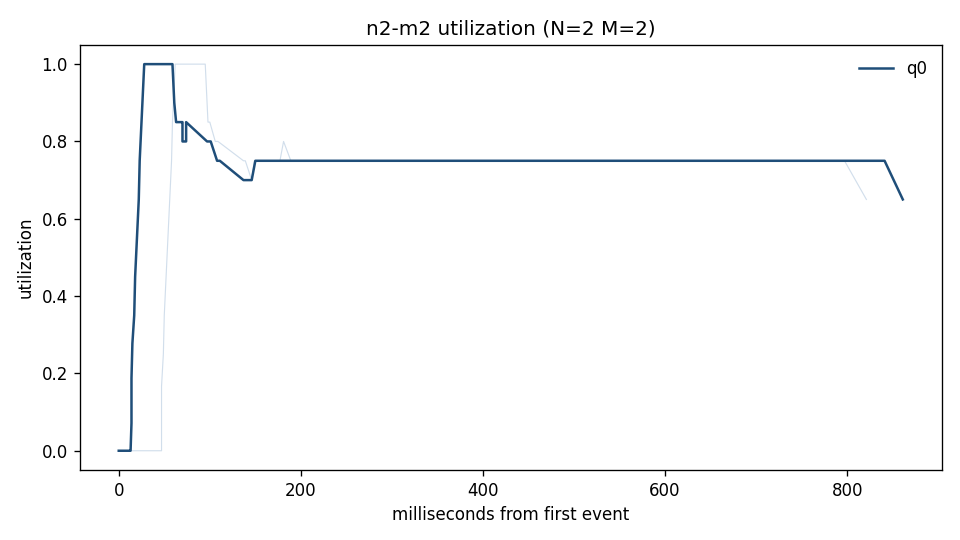 n2-m2 utilization (N=2 M=2)
q0
1.0
0.8
0.6
0.4
0.2
0.0
utilization
0 200 400 600 800
milliseconds from first event